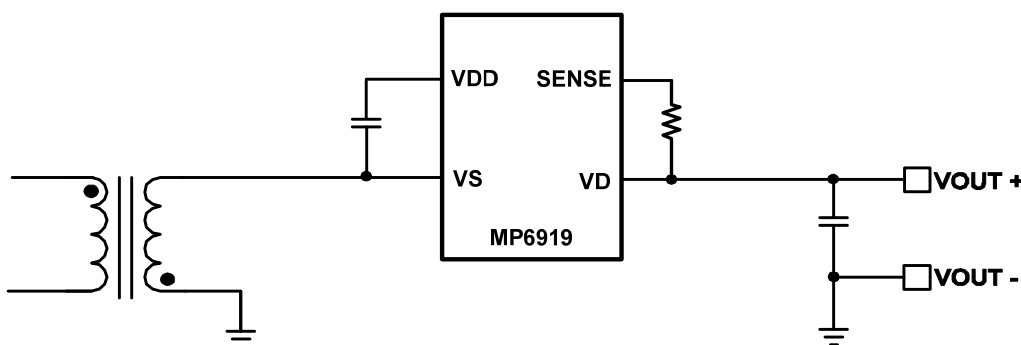 VDD SENSE
VS VD
MP6919
VOUT +
VOUT -